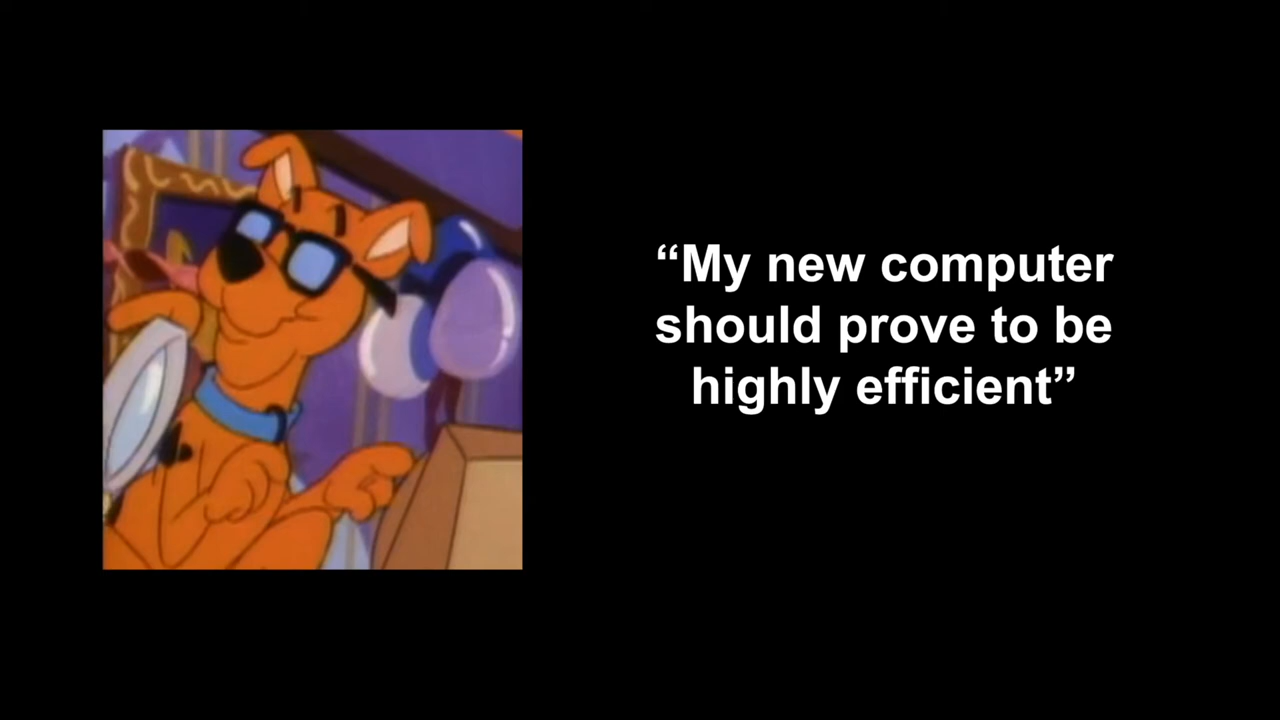 “My new computer
should prove to be
highly efficient”